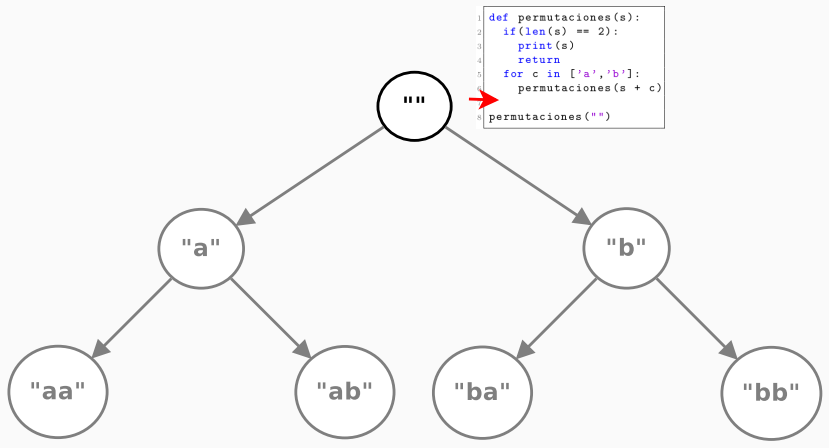 1 def permutaciones(s):
2   if(len(s) == 2):
3     print(s)
4     return
5   for c in ['a','b']:
6     permutaciones(s + c)
8 permutaciones("")
""
"a"
"b"
"aa"
"ab"
"ba"
"bb"